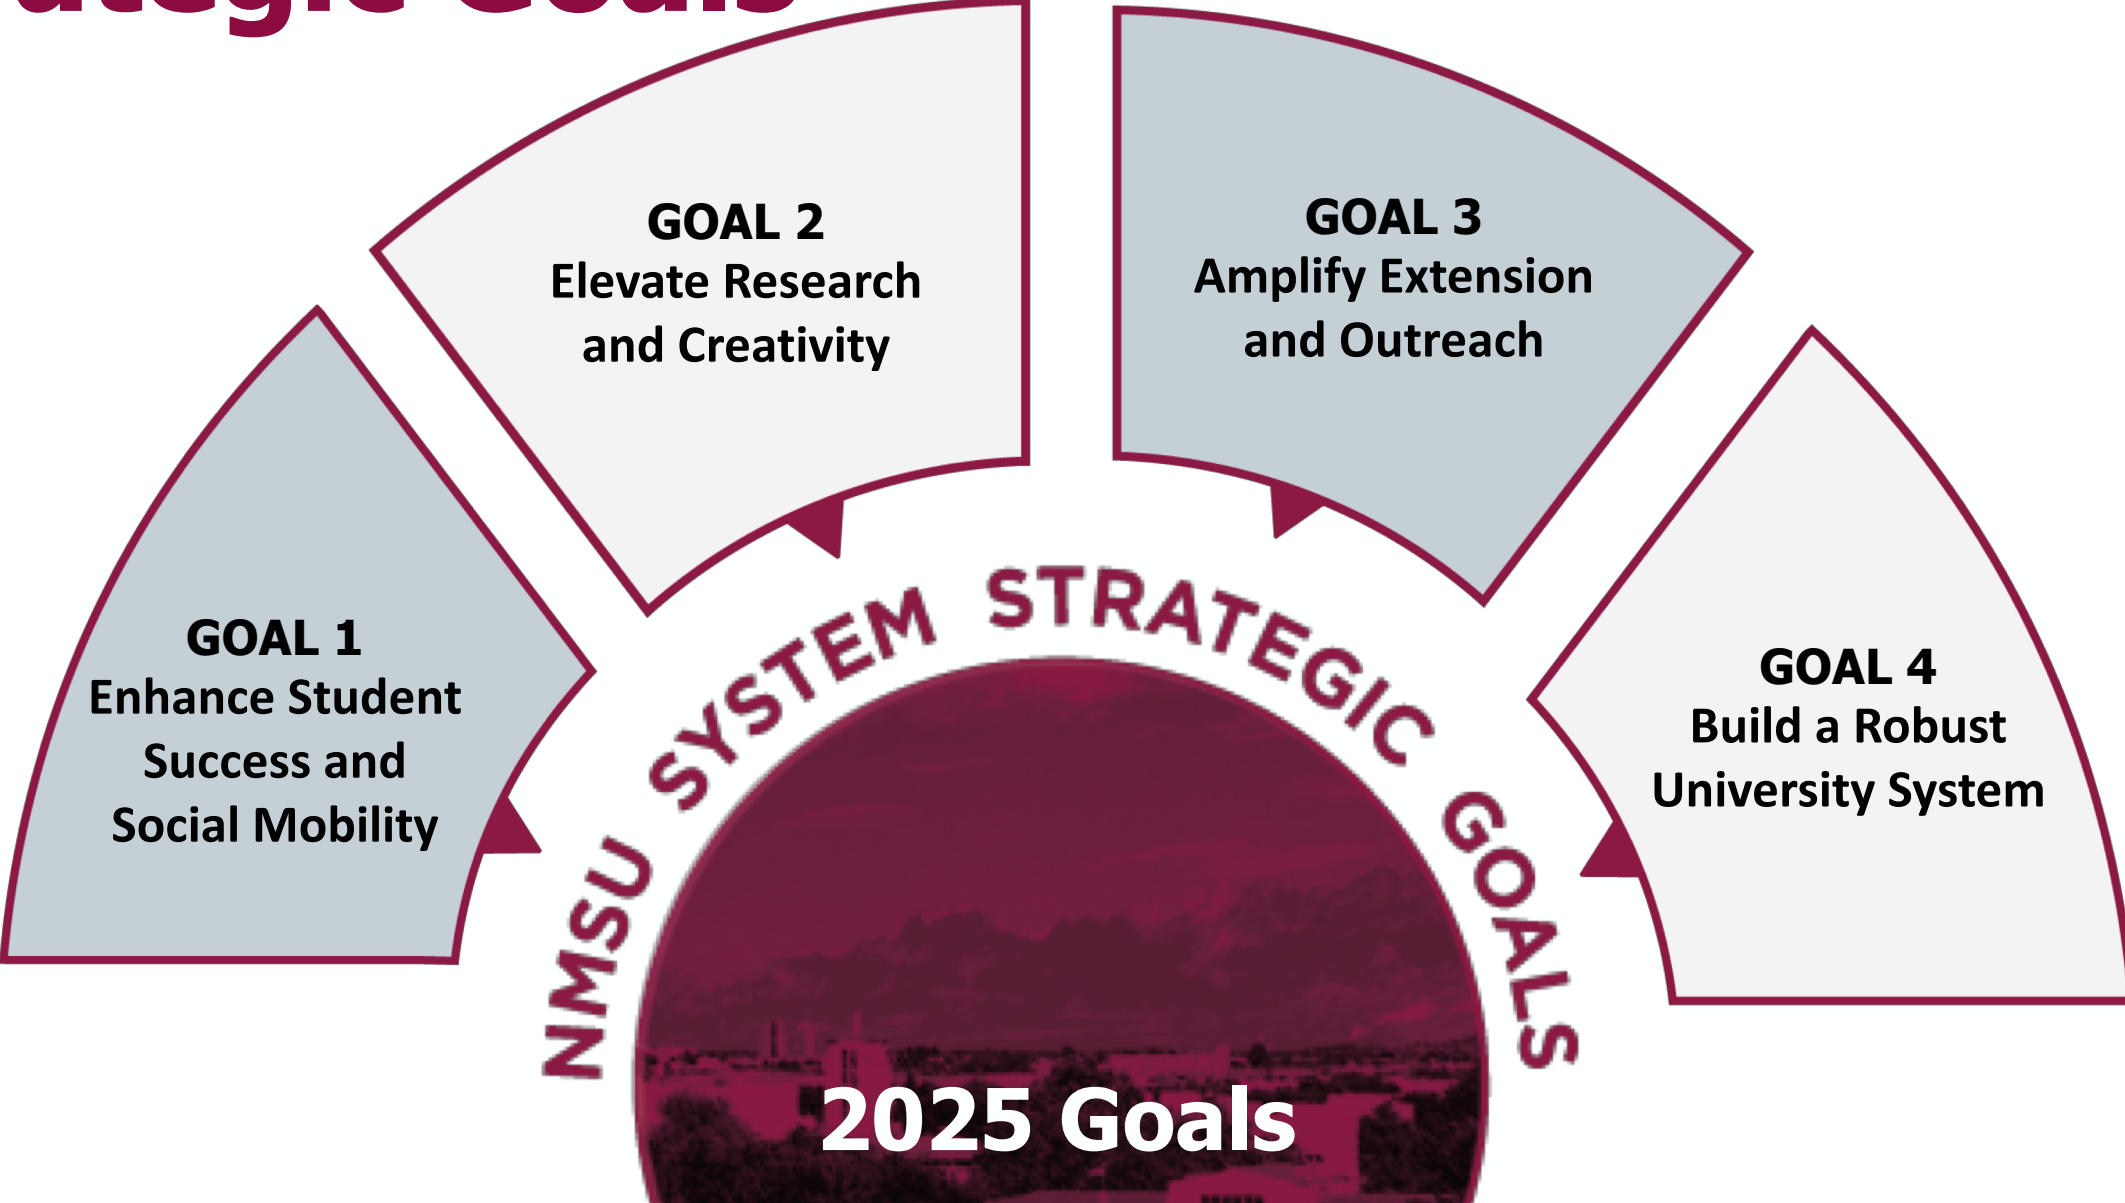 Goals
GOAL 1
Enhance Student
Success and
Social Mobility
GOAL 2
Elevate Research
and Creativity
GOAL 3
Amplify Extension
and Outreach
GOAL 4
Build a Robust
University System
NMSU SYSTEM STRATEGIC GOALS
2025 Goals